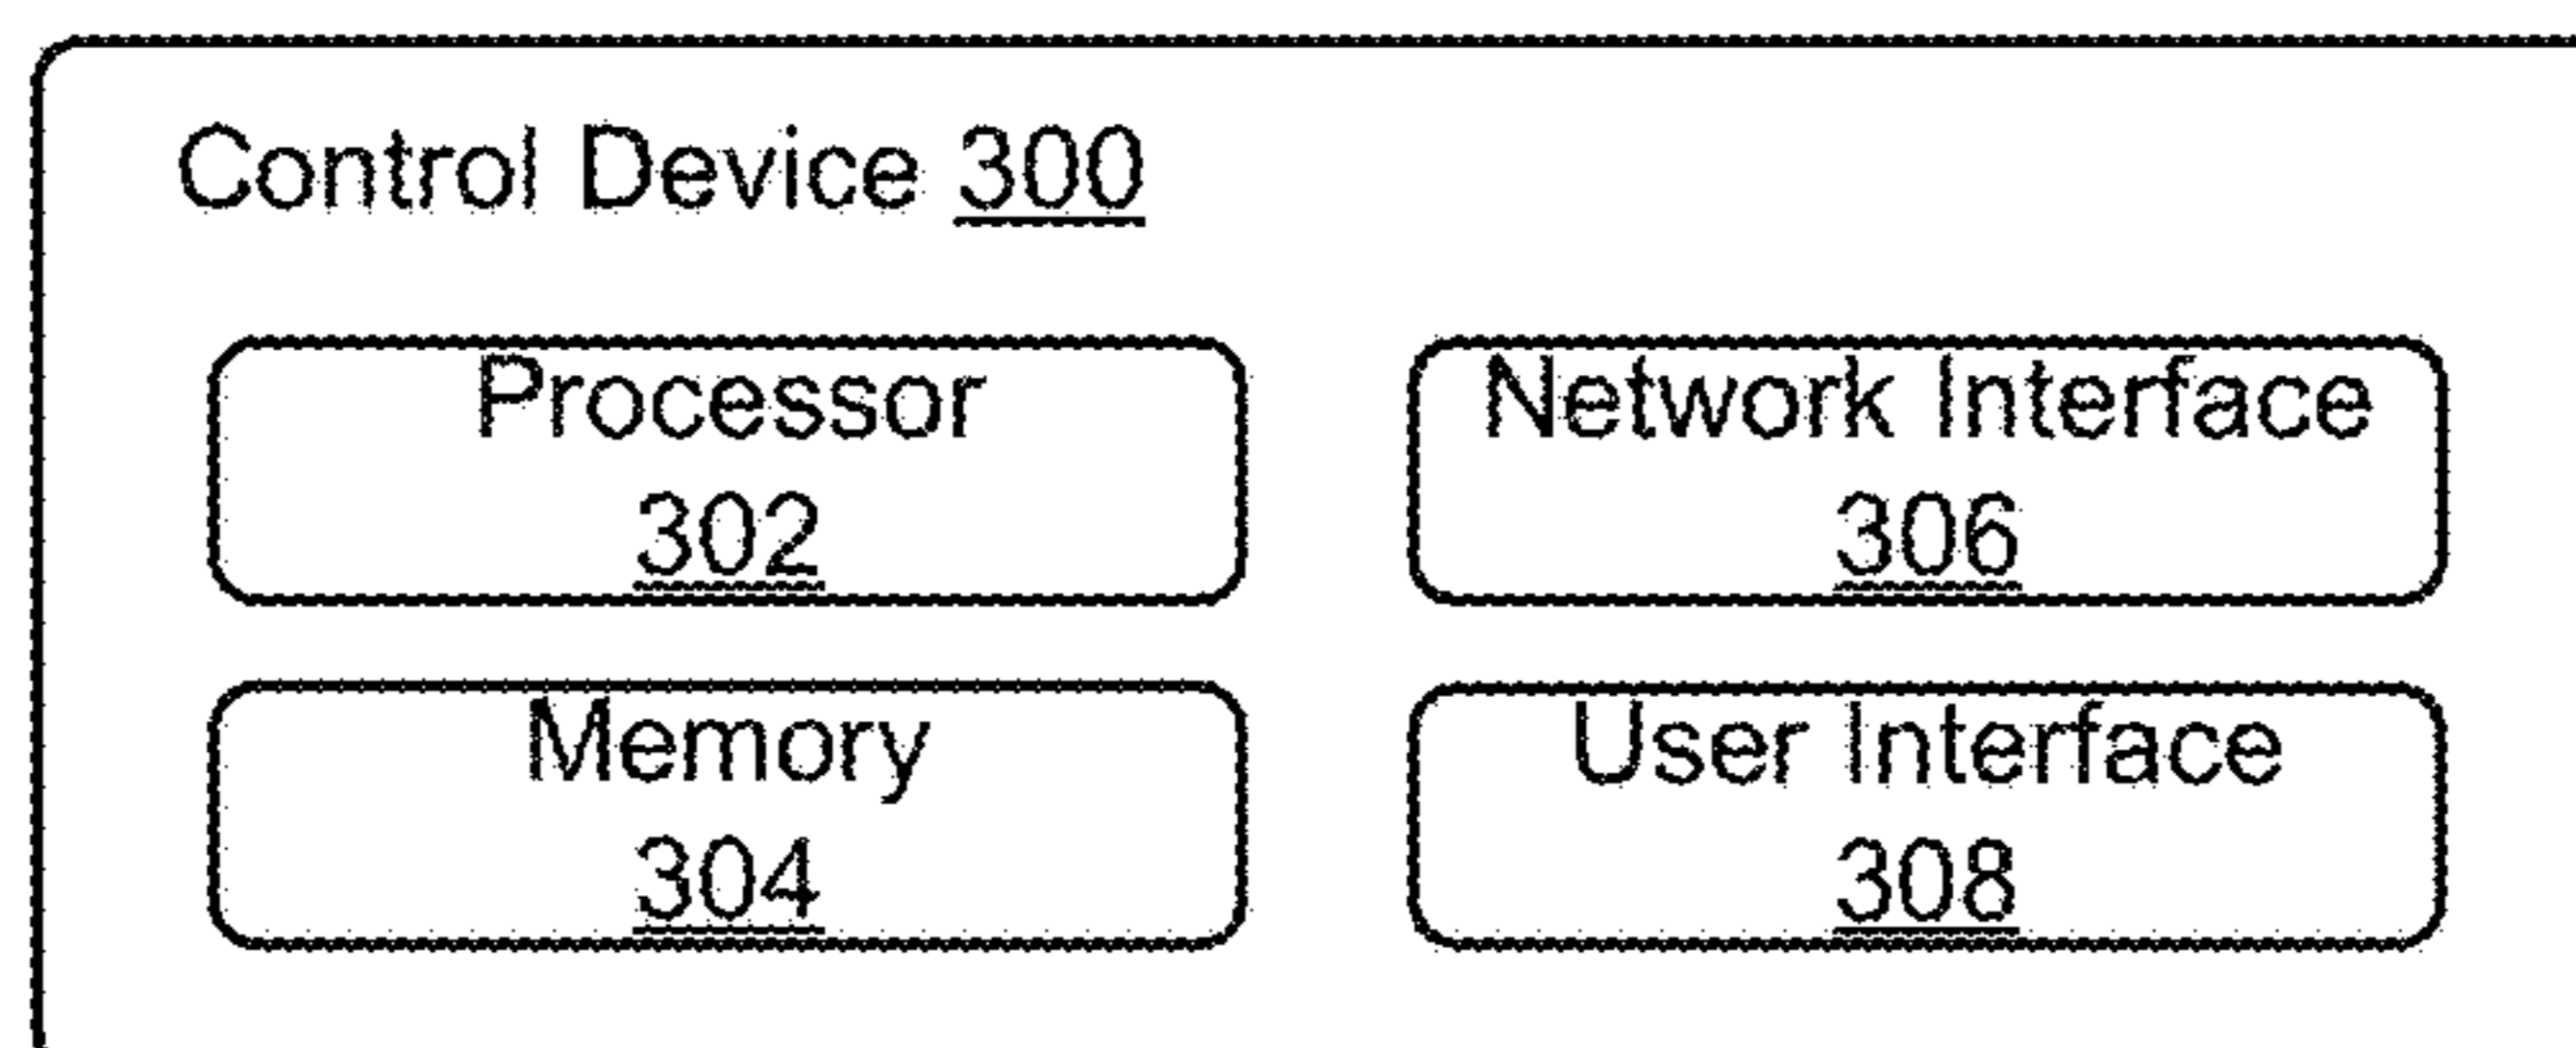 Control Device 300
Processor
302
Network Interface
306
Memory
304
User Interface
308